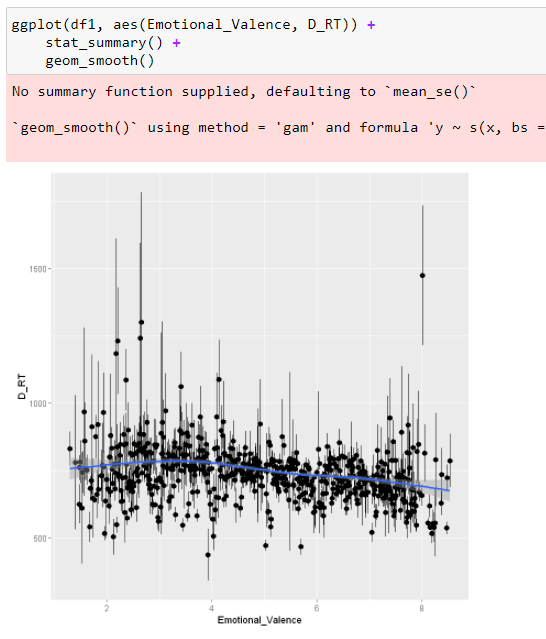 ggplot(df1, aes(Emotional_Valence, D_RT)) +
    stat_summary() +
    geom_smooth()
No summary function supplied, defaulting to `mean_se()`
`geom_smooth()` using method = 'gam' and formula 'y ~ s(x, bs =
1500
1000
500
D_RT
2 4 6 8
Emotional_Valence